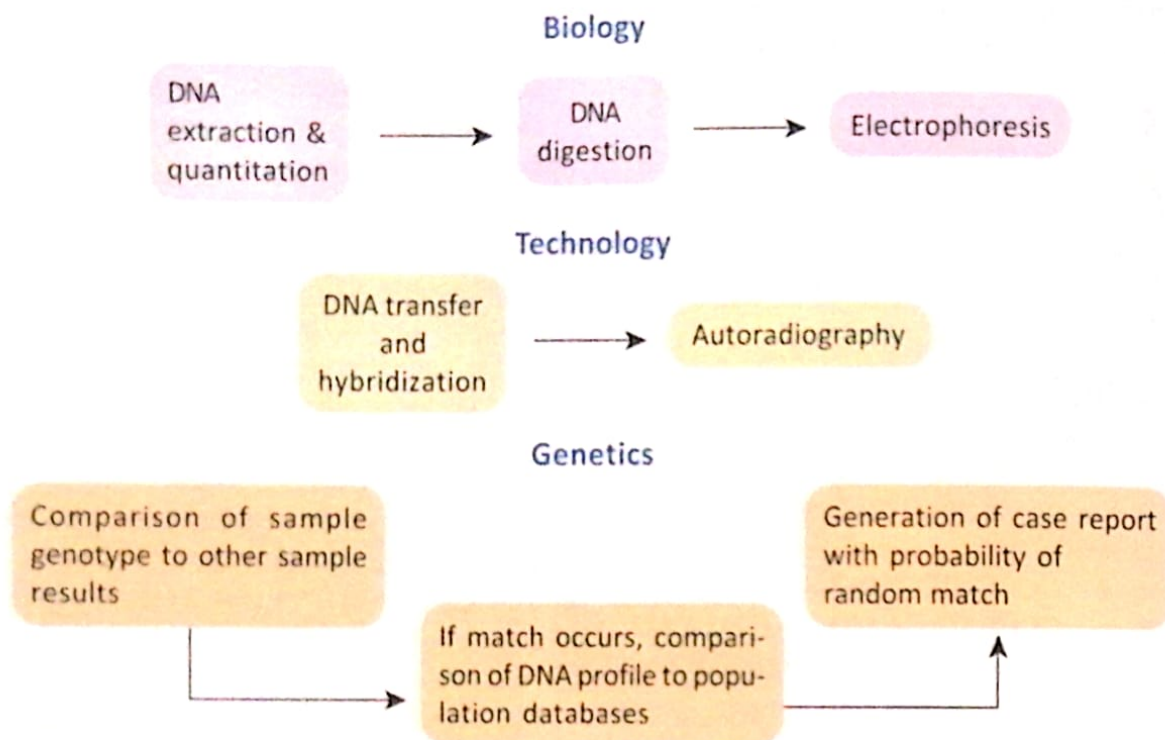 Biology
DNA
extraction &
quantitation
DNA
digestion
Electrophoresis
Technology
DNA transfer
and
hybridization
Autoradiography
Genetics
Comparison of sample
genotype to other sample
results
If match occurs, compari-
son of DNA profile to popu-
lation databases
Generation of case report
with probability of
random match